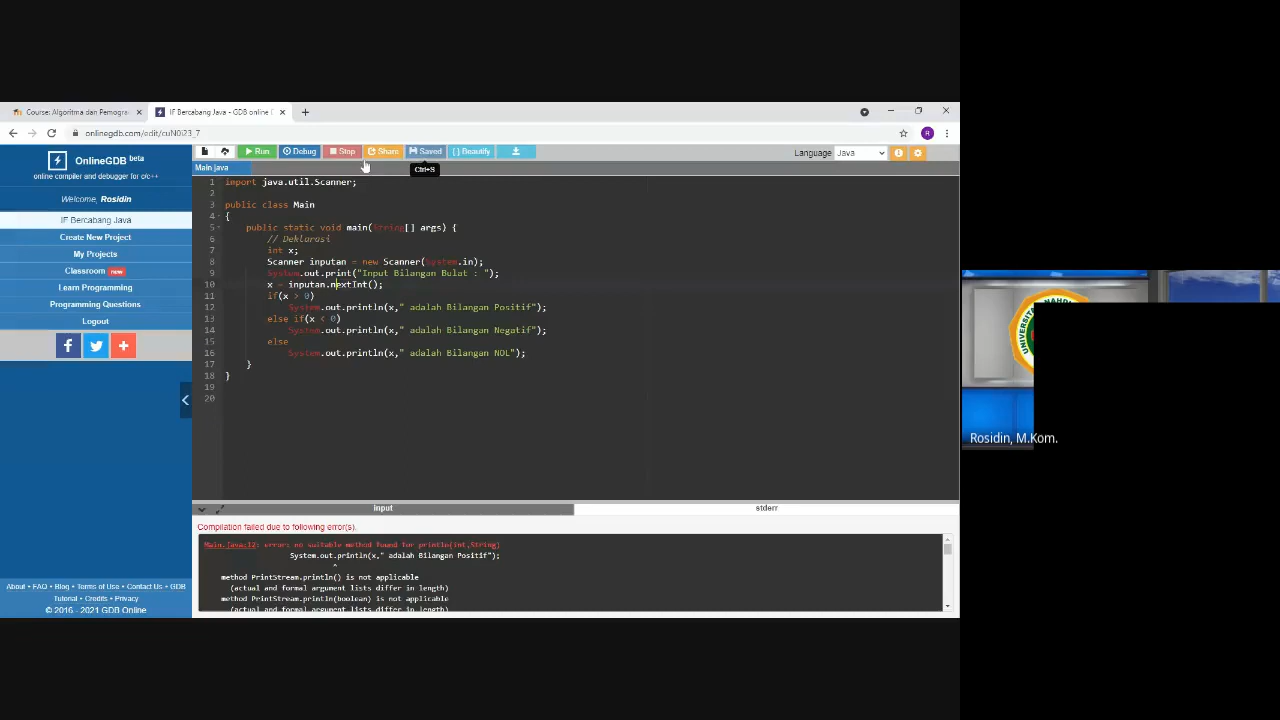 Course: Algoritma dan Pemogra
IF Bercabang Java - GDB online
onlinegdb.com/edit/cuN0i23_7
R
OnlineGDB beta
online compiler and debugger for c/c++
Welcome, Rosidin
IF Bercabang Java
Create New Project
My Projects
Classroom new
Learn Programming
Programming Questions
Logout
About • FAQ • Blog • Terms of Use • Contact Us • GDB
Tutorial • Credits • Privacy
© 2016 - 2021 GDB Online
Run Debug Stop Share Saved { } Beautify
Language Java
Ctrl+S
Main.java
1 import java.util.Scanner;
2
3 public class Main
4 {
5 public static void main(String[] args) {
6 // Deklarasi
7 int x;
8 Scanner inputan = new Scanner(System.in);
9 System.out.print("Input Bilangan Bulat : ");
10 x = inputan.nextInt();
11 if(x > 0)
12 System.out.println(x," adalah Bilangan Positif");
13 else if(x < 0)
14 System.out.println(x," adalah Bilangan Negatif");
15 else
16 System.out.println(x," adalah Bilangan NOL");
17 }
18 }
19
20
input
stderr
Compilation failed due to following error(s).
Main.java:12: error: no suitable method found for println(int,String)
System.out.println(x," adalah Bilangan Positif");
^
method PrintStream.println() is not applicable
(actual and formal argument lists differ in length)
method PrintStream.println(boolean) is not applicable
(actual and formal argument lists differ in length)
Rosidin, M.Kom.